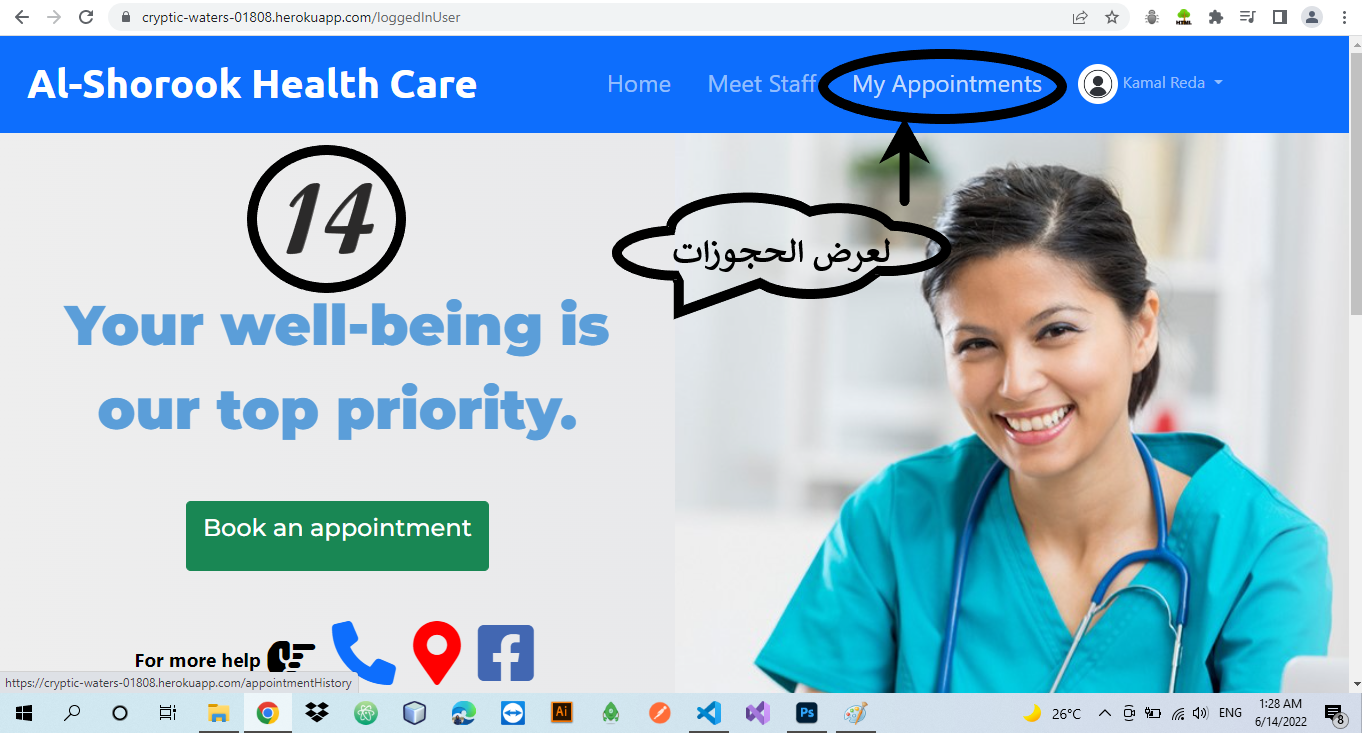 cryptic-waters-01808.herokuapp.com/loggedInUser
Al-Shorook Health Care
Home
Meet Staff
My Appointments
Kamal Reda
14
لعرض الحجوزات
Your well-being is
our top priority.
Book an appointment
For more help
https://cryptic-waters-01808.herokuapp.com/appointmentHistory
Ai
Ps
26°C
ENG
1:28 AM
6/14/2022
8